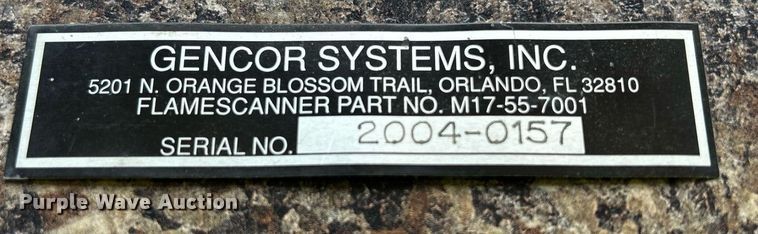 GENCOR SYSTEMS, INC.
5201 N. ORANGE BLOSSOM TRAIL, ORLANDO, FL 32810
FLAMESCANNER PART NO. M17-55-7001
SERIAL NO. 2004-0157
Purple Wave Auction